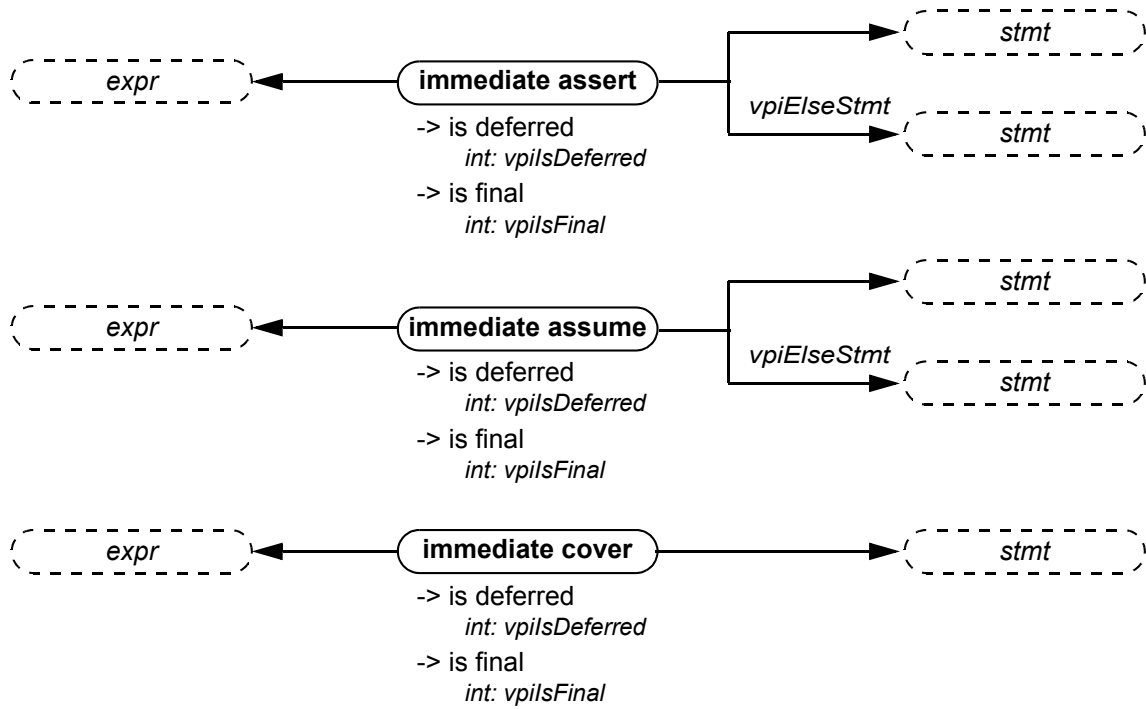 stmt
expr
immediate assert
vpiElseStmt
-> is deferred
stmt
int: vpiIsDeferred
-> is final
int: vpiIsFinal
stmt
expr
immediate assume
vpiElseStmt
-> is deferred
stmt
int: vpiIsDeferred
-> is final
int: vpiIsFinal
expr
immediate cover
stmt
-> is deferred
int: vpiIsDeferred
-> is final
int: vpiIsFinal